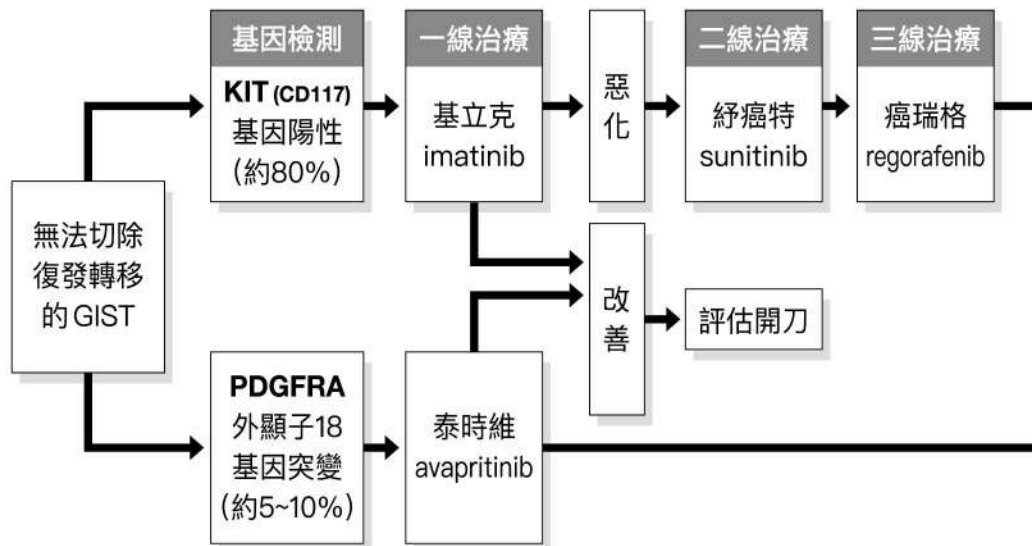 基因檢測
一線治療
二線治療
三線治療
KIT (CD117)
基因陽性
(約80%)
基立克
imatinib
惡
化
紓癌特
sunitinib
癌瑞格
regorafenib
無法切除
復發轉移
的GIST
改
善
評估開刀
PDGFRA
外顯子18
基因突變
(約5~10%)
泰時維
avapritinib